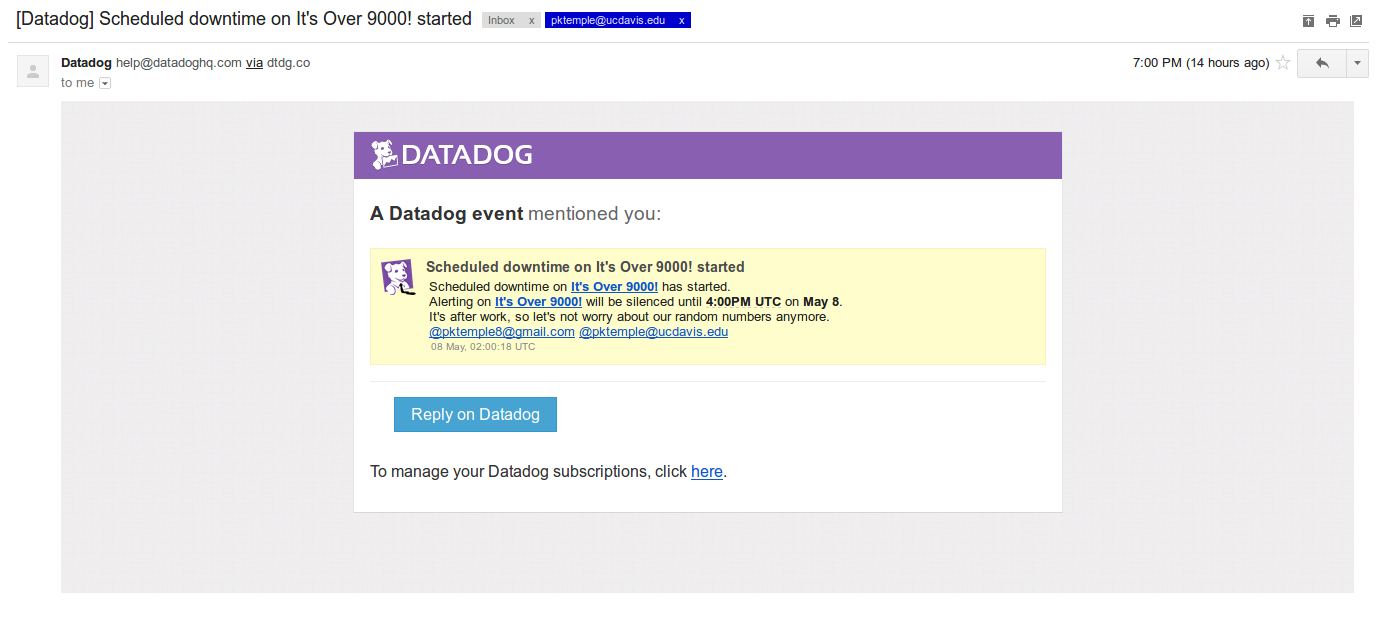 [Datadog] Scheduled downtime on It's Over 9000! started Inbox x pktemple@ucdavis.edu x
Datadog help@datadoghq.com via dtdg.co 7:00 PM (14 hours ago)
to me
DATADOG
A Datadog event mentioned you:
Scheduled downtime on It's Over 9000! started
Scheduled downtime on It's Over 9000! has started.
Alerting on It's Over 9000! will be silenced until 4:00PM UTC on May 8.
It's after work, so let's not worry about our random numbers anymore.
@pktemple8@gmail.com @pktemple@ucdavis.edu
08 May, 02:00:18 UTC
Reply on Datadog
To manage your Datadog subscriptions, click here.